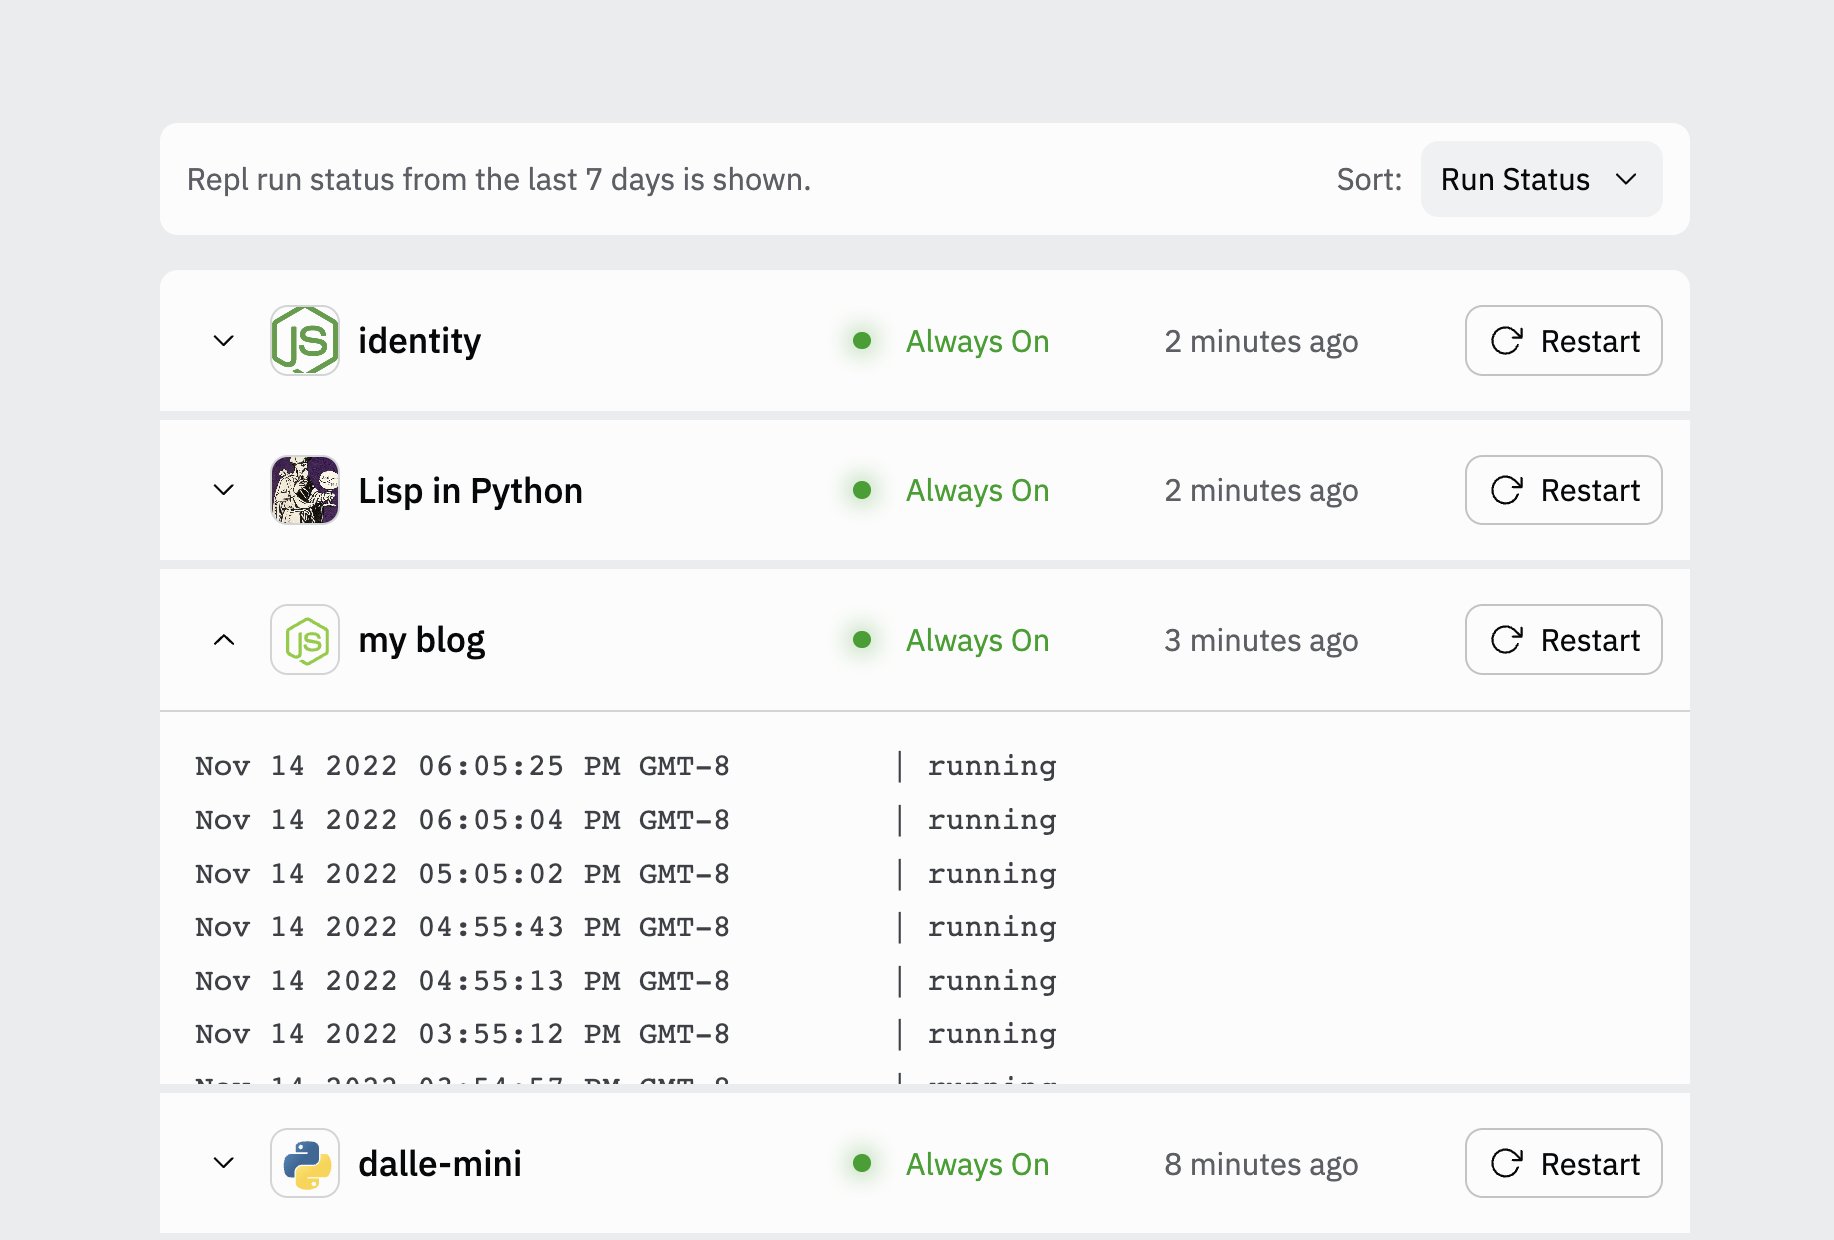 Repl run status from the last 7 days is shown. Sort: Run Status
JS identity Always On 2 minutes ago Restart
Lisp in Python Always On 2 minutes ago Restart
JS my blog Always On 3 minutes ago Restart
Nov 14 2022 06:05:25 PM GMT-8 | running
Nov 14 2022 06:05:04 PM GMT-8 | running
Nov 14 2022 05:05:02 PM GMT-8 | running
Nov 14 2022 04:55:43 PM GMT-8 | running
Nov 14 2022 04:55:13 PM GMT-8 | running
Nov 14 2022 03:55:12 PM GMT-8 | running
dalle-mini Always On 8 minutes ago Restart